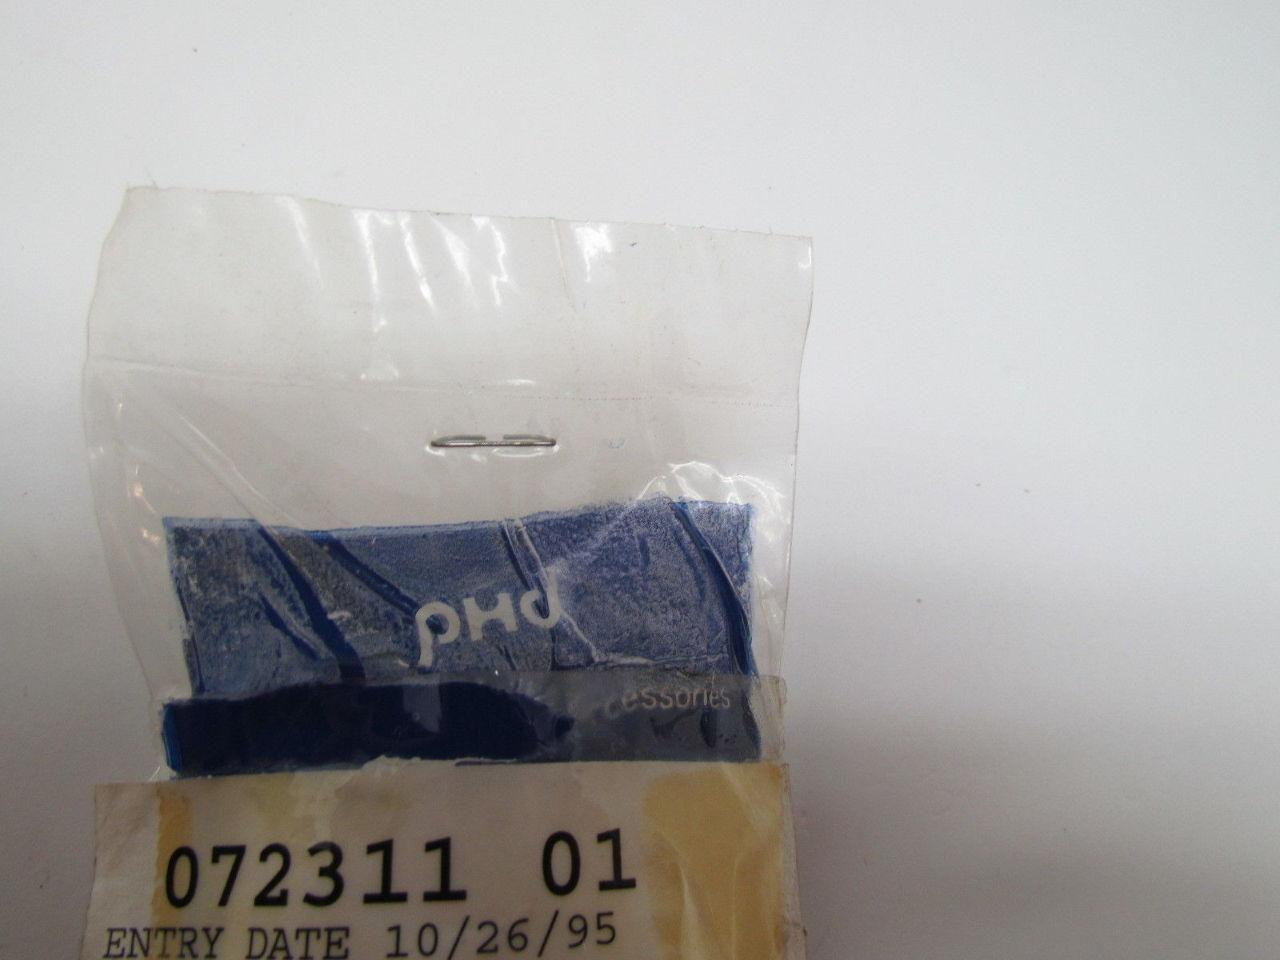 PHD
cessories
072311 01
ENTRY DATE 10/26/95